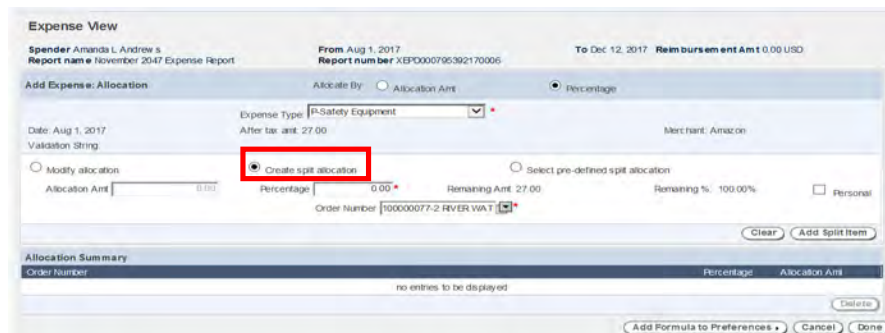 Expense View
Spender Amanda L Andrew s From Aug 1, 2017 To Dec 12, 2017 Reimbursement Amt 0.00 USD
Report name November 2047 Expense Report Report number XEPD000795392170006
Add Expense: Allocation Allocate By: Allocation Amt Percentage
Expense Type: P-Safety Equipment *
Date: Aug 1, 2017 After tax amt: 27.00 Merchant: Amazon
Validation String:
Modify allocation Create split allocation Select pre-defined split allocation
Allocation Amt 0.00 Percentage 0.00 * Remaining Amt: 27.00 Remaining %: 100.00% Personal
Order Number 100000077-2 RIVER WAT *
Clear Add Split Item
Allocation Summary
Order Number Percentage Allocation Amt
no entries to be displayed
Delete
Add Formula to Preferences Cancel Done